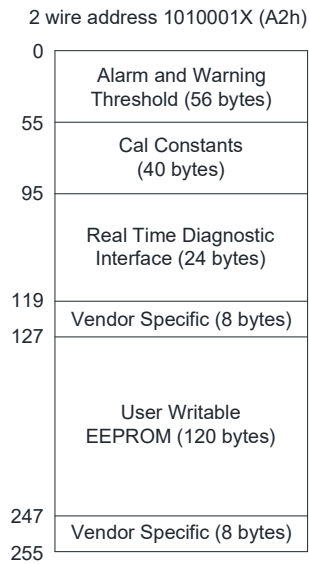 2 wire address 1010001X (A2h)
0
Alarm and Warning
Threshold (56 bytes)
55
Cal Constants
(40 bytes)
95
Real Time Diagnostic
Interface (24 bytes)
119
Vendor Specific (8 bytes)
127
User Writable
EEPROM (120 bytes)
247
Vendor Specific (8 bytes)
255